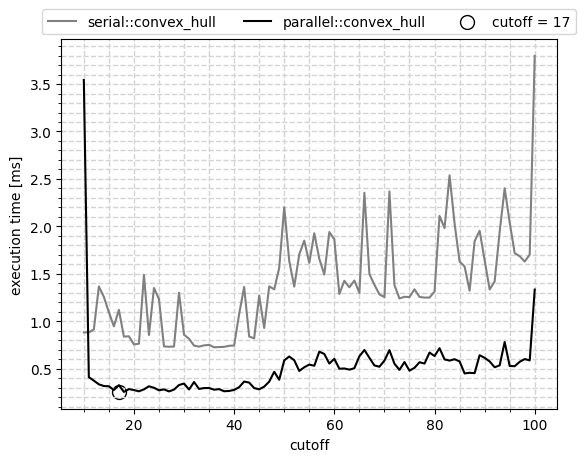 serial::convex_hull parallel::convex_hull cutoff = 17
3.5
3.0
2.5
2.0
1.5
1.0
0.5
execution time [ms]
20 40 60 80 100
cutoff